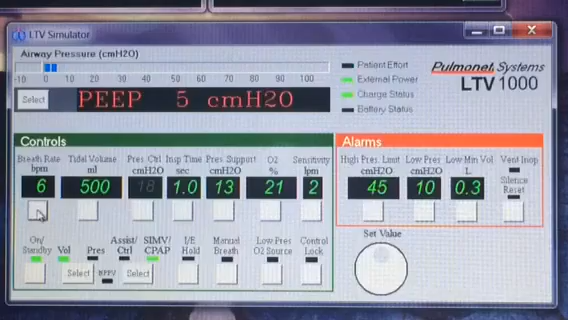 LTV Simulator
Airway Pressure (cmH2O)
-10 0 10 20 30 40 50 60 70 80 90 100
Patient Effort
External Power
Charge Status
Battery Status
Pulmonet Systems
LTV 1000
Select
PEEP 5 cmH2O
Controls
Breath Rate bpm
Tidal Volume ml
Pres Ctrl cmH2O
Insp Time sec
Pres Support cmH2O
O2 %
Sensitivity lpm
6 500 18 1.0 13 21 2
Alarms
High Pres. Limit cmH2O
Low Pres cmH2O
Low Min Vol L
Vent Inop
Silence Reset
45 10 0.3
On/ Standby
Vol
Pres
Assist/ Ctrl
SIMV/ CPAP
I/E Hold
Manual Breath
Low Pres O2 Source
Control Lock
Select
NPPV
Select
Set Value